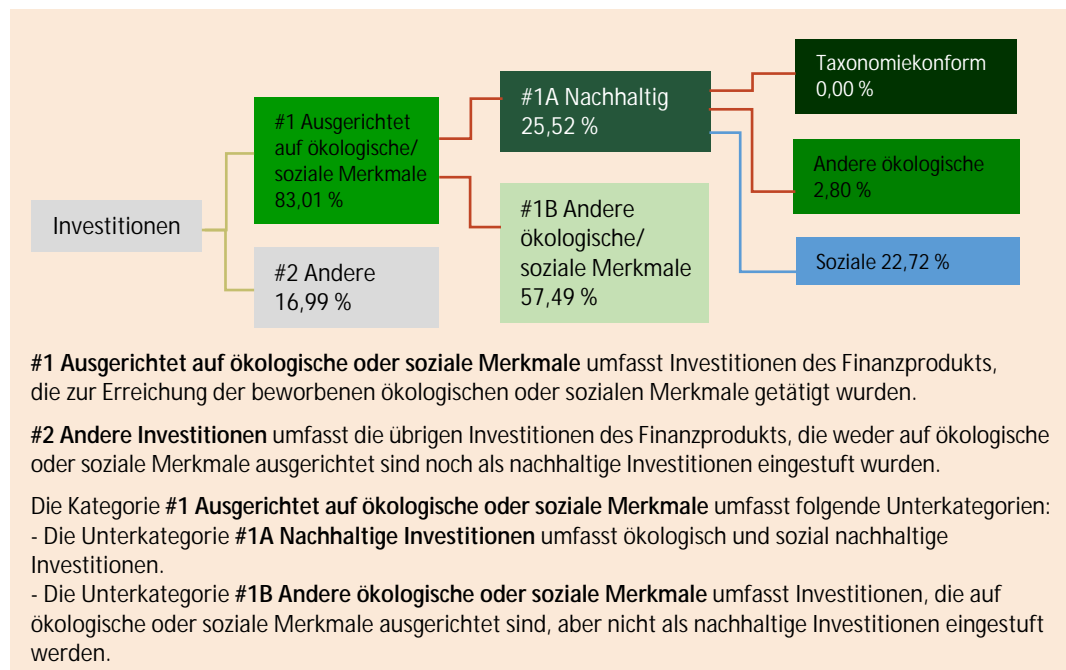 Investitionen
#1 Ausgerichtet
auf ökologische/
soziale Merkmale
83,01 %
#2 Andere
16,99 %
#1A Nachhaltig
25,52 %
#1B Andere
ökologische/
soziale Merkmale
57,49 %
Taxonomiekonform
0,00 %
Andere ökologische
2,80 %
Soziale 22,72 %
#1 Ausgerichtet auf ökologische oder soziale Merkmale umfasst Investitionen des Finanzprodukts,
die zur Erreichung der beworbenen ökologischen oder sozialen Merkmale getätigt wurden.
#2 Andere Investitionen umfasst die übrigen Investitionen des Finanzprodukts, die weder auf ökologische
oder soziale Merkmale ausgerichtet sind noch als nachhaltige Investitionen eingestuft wurden.
Die Kategorie #1 Ausgerichtet auf ökologische oder soziale Merkmale umfasst folgende Unterkategorien:
- Die Unterkategorie #1A Nachhaltige Investitionen umfasst ökologisch und sozial nachhaltige
Investitionen.
- Die Unterkategorie #1B Andere ökologische oder soziale Merkmale umfasst Investitionen, die auf
ökologische oder soziale Merkmale ausgerichtet sind, aber nicht als nachhaltige Investitionen eingestuft
werden.